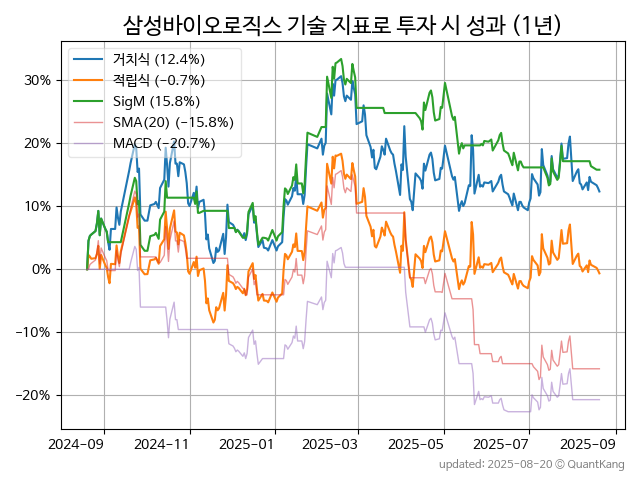 삼성바이오로직스 기술 지표로 투자 시 성과 (1년)
거치식 (12.4%)
적립식 (−0.7%)
SigM (15.8%)
SMA(20) (−15.8%)
MACD (−20.7%)
30%
20%
10%
0%
−10%
−20%
2024-09 2024-11 2025-01 2025-03 2025-05 2025-07 2025-09
updated: 2025-08-20 © QuantKang